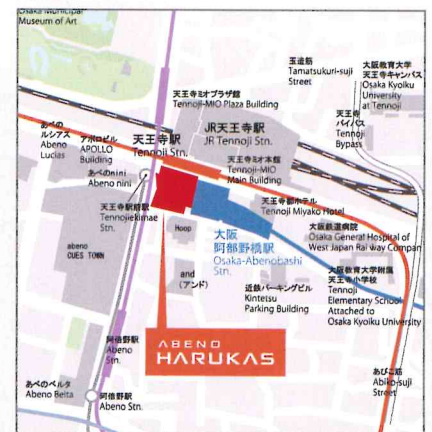 Osaka Municipal
Museum of Art
玉造筋
Tamatsukuri-suji
Street
大阪教育大学
天王寺キャンパス
Osaka Kyoiku
University
at Tennoji
天王寺ミオプラザ館
Tennoji-MIO Plaza Building
天王寺
バイパス
Tennoji
Bypass
あべの
ルシアス
Abeno
Lucias
アポロビル
APOLLO
Building
天王寺駅
Tennoji Stn.
JR天王寺駅
JR Tennoji Stn.
天王寺ミオ本館
Tennoji-MIO
Main Building
あべのnini
Abeno nini
天王寺駅前駅
Tennojiekimae
Stn.
天王寺都ホテル
Tennoji Miyako Hotel
Hoop
大阪
阿部野橋駅
Osaka-Abenobashi
Stn.
大阪鉄道病院
Osaka General Hospital of
West Japan Railway Compan
abeno
CUES TOWN
and
(アンド)
近鉄パーキングビル
Kintetsu
Parking Building
大阪教育大学附属
天王寺小学校
Tennoji
Elementary School
Attached to
Osaka Kyoiku University
阿倍野駅
Abeno
Stn.
ABENO
HARUKAS
あべのベルタ
Abeno Belta
阿倍野駅
Abeno Stn.
あびこ筋
Abiko-suji
Street